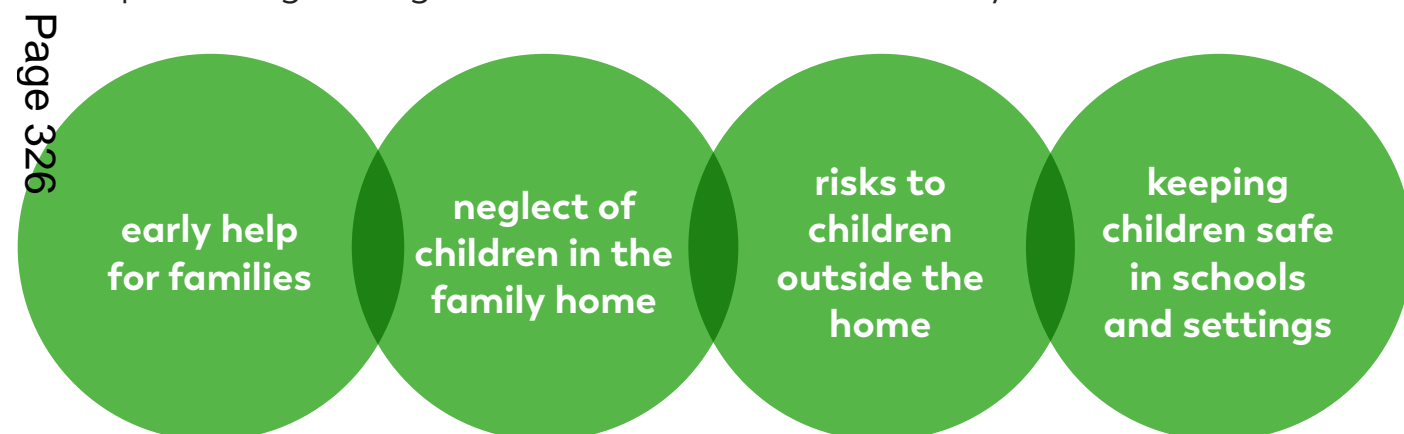 Page 326
early help
for families
neglect of
children in the
family home
risks to
children
outside the
home
keeping
children safe
in schools
and settings